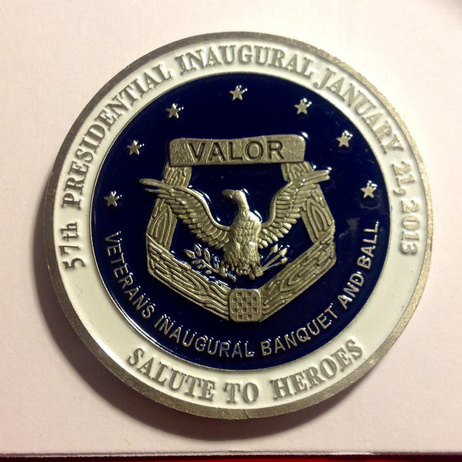 57th PRESIDENTIAL INAUGURAL JANUARY 21, 2013
VALOR
VETERANS INAUGURAL BANQUET AND BALL
SALUTE TO HEROES